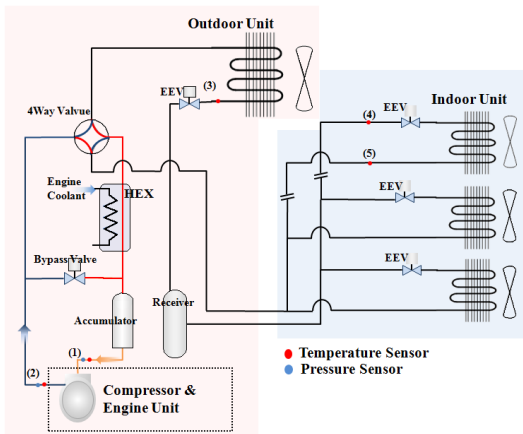 Outdoor Unit
EEV
(3)
4Way Valvue
Engine
Coolant
HEX
Bypass Valve
Accumulator
Receiver
(1)
(2)
Compressor &
Engine Unit
Indoor Unit
(4)
EEV
(5)
EEV
EEV
Temperature Sensor
Pressure Sensor